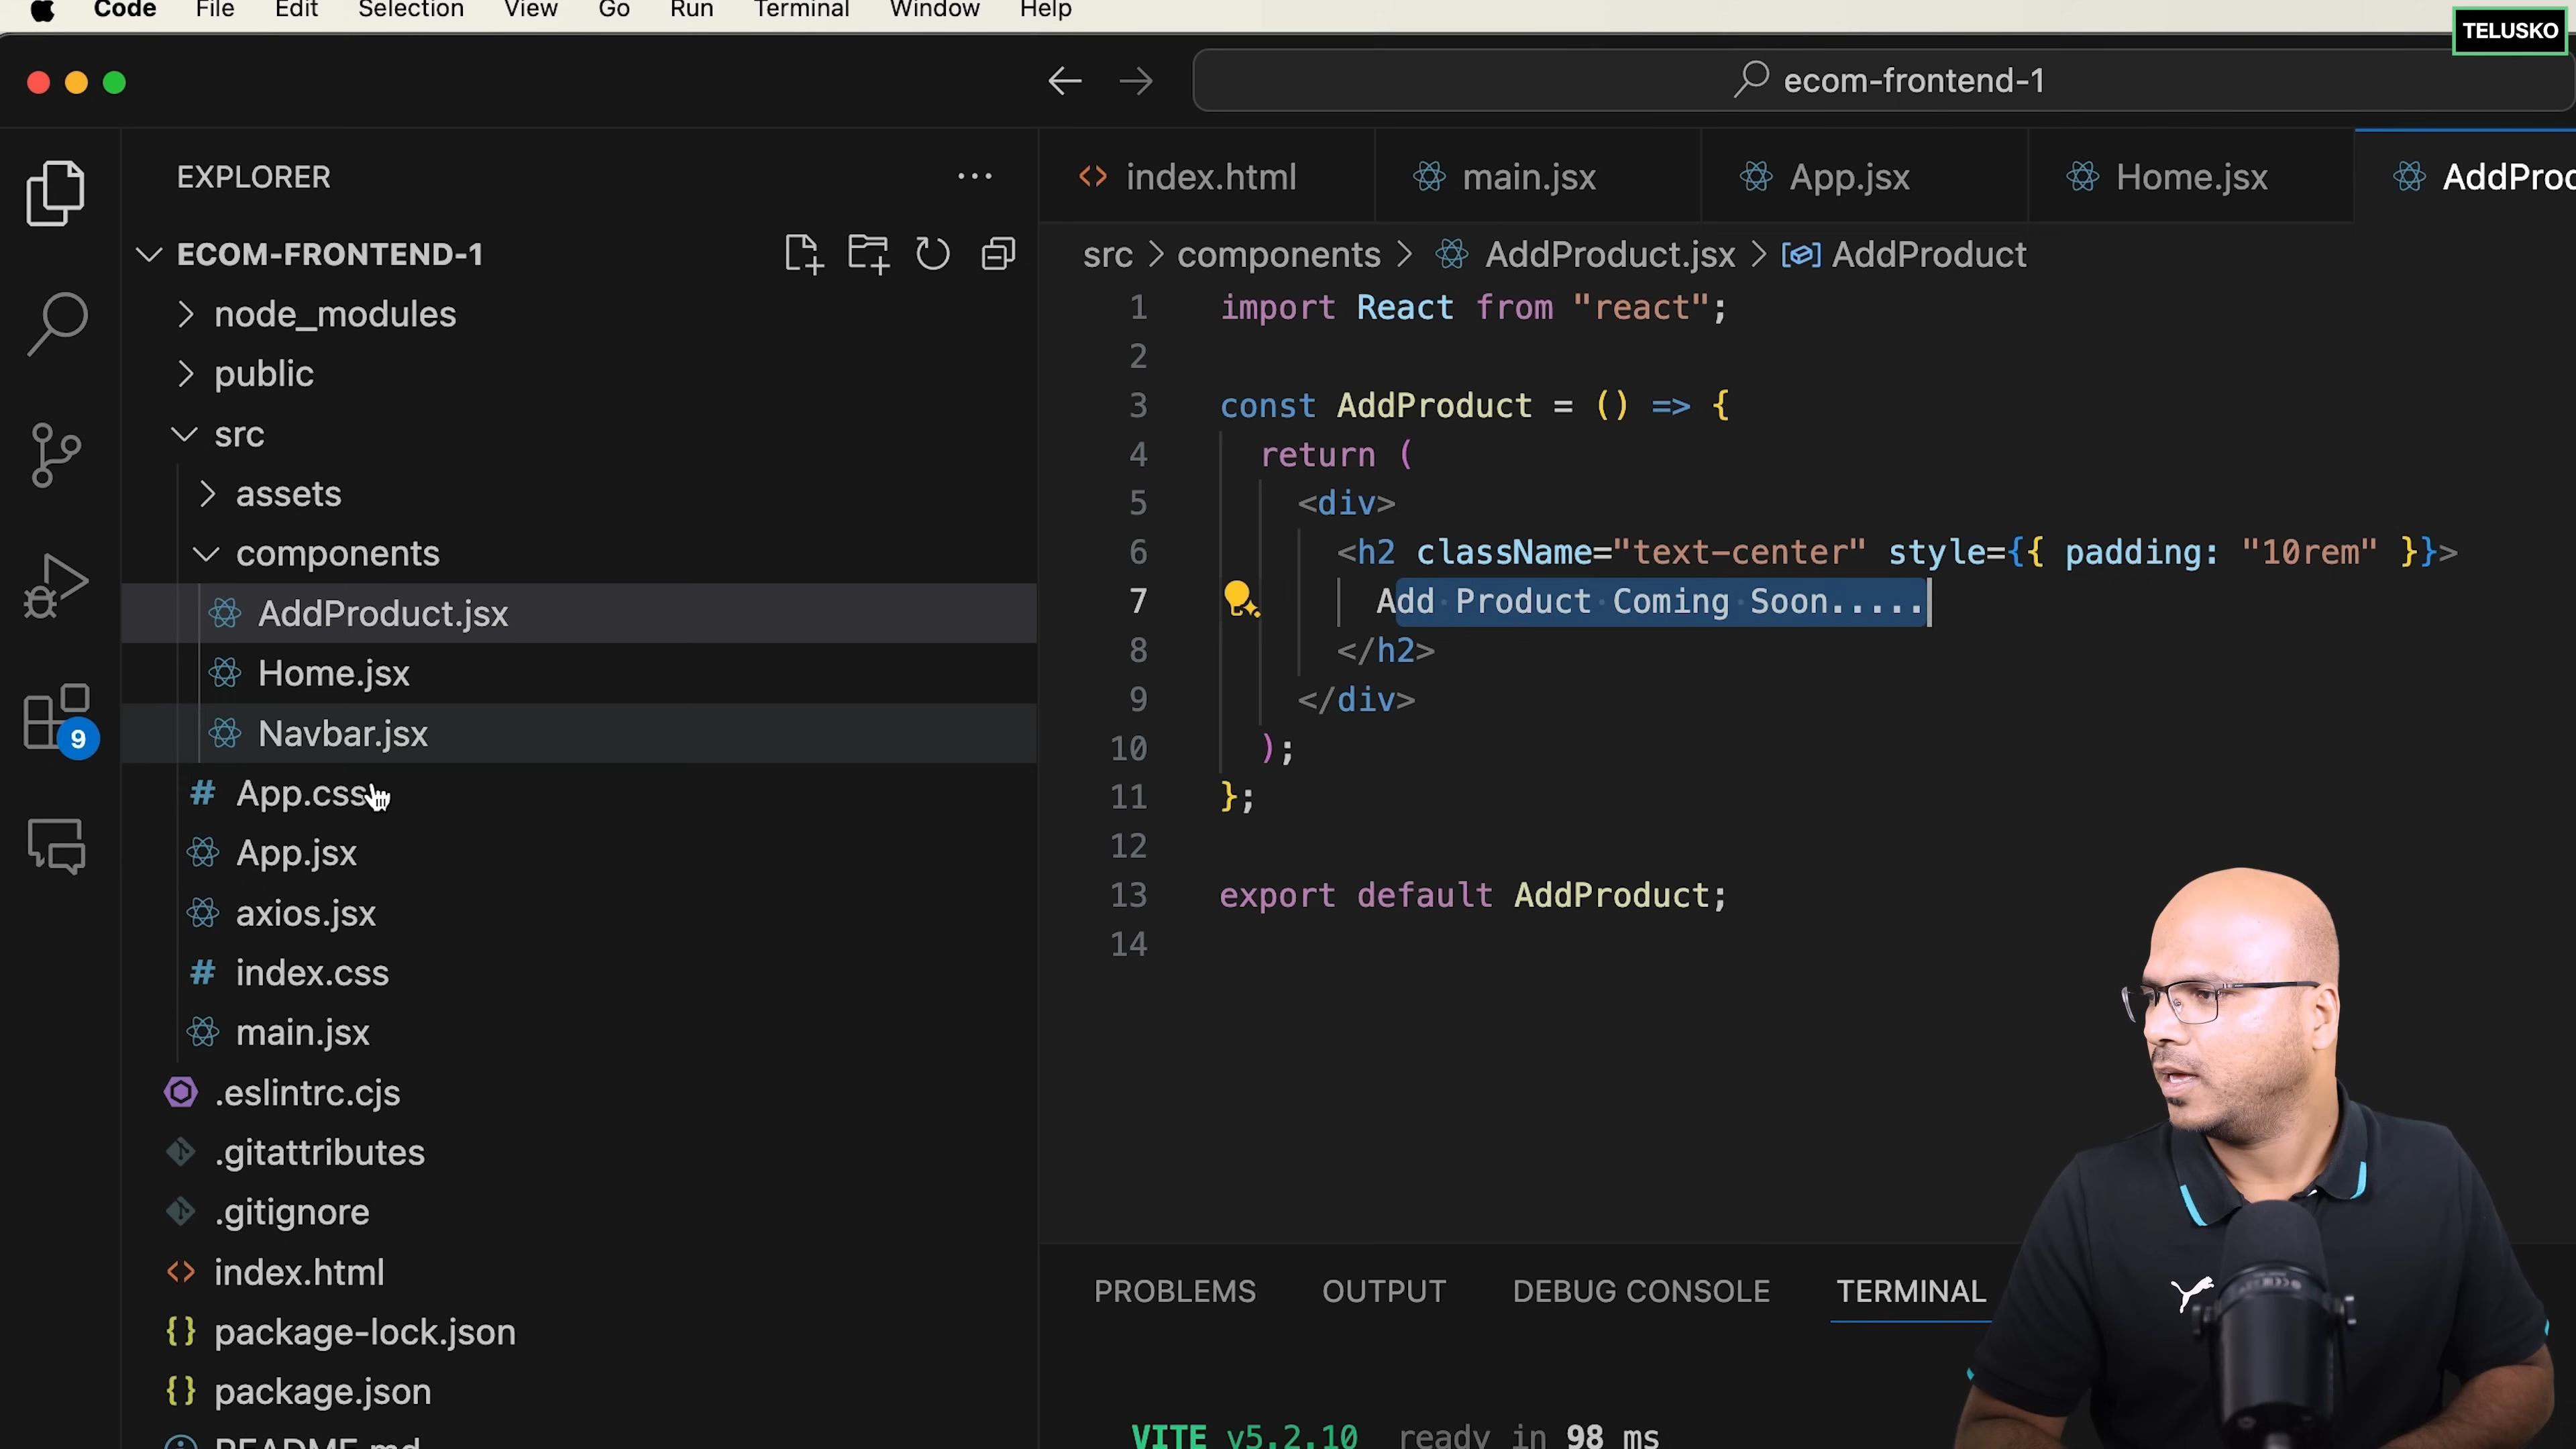 Code File Edit Selection View Go Run Terminal Window Help
TELUSKO
ecom-frontend-1
EXPLORER
ECOM-FRONTEND-1
node_modules
public
src
assets
components
AddProduct.jsx
Home.jsx
Navbar.jsx
App.css
App.jsx
axios.jsx
index.css
main.jsx
.eslintrc.cjs
.gitattributes
.gitignore
index.html
package-lock.json
package.json
README.md
9
index.html main.jsx App.jsx Home.jsx AddProd
src > components > AddProduct.jsx > AddProduct
1 import React from "react";
2
3 const AddProduct = () => {
4 return (
5 <div>
6 <h2 className="text-center" style={{ padding: "10rem" }}>
7 Add Product Coming Soon.....
8 </h2>
9 </div>
10 );
11 };
12
13 export default AddProduct;
14
PROBLEMS OUTPUT DEBUG CONSOLE TERMINAL
VITE v5.2.10 ready in 98 ms